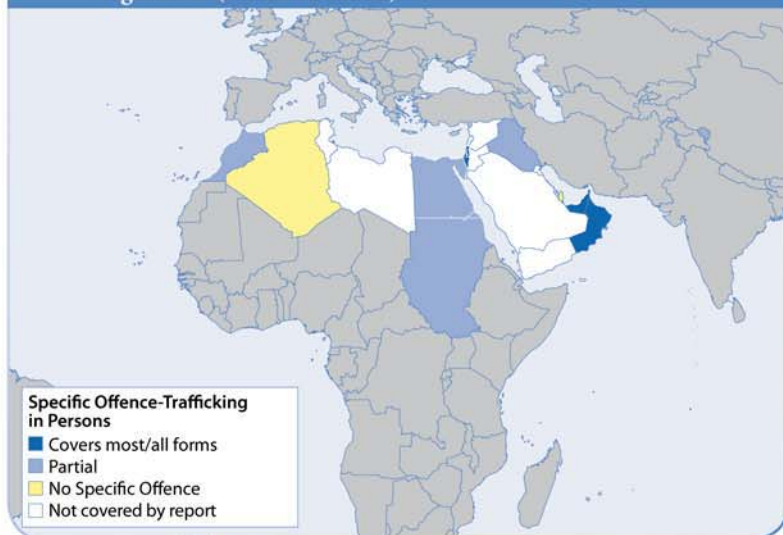 Specific Offence-Trafficking
in Persons
Covers most/all forms
Partial
No Specific Offence
Not covered by report